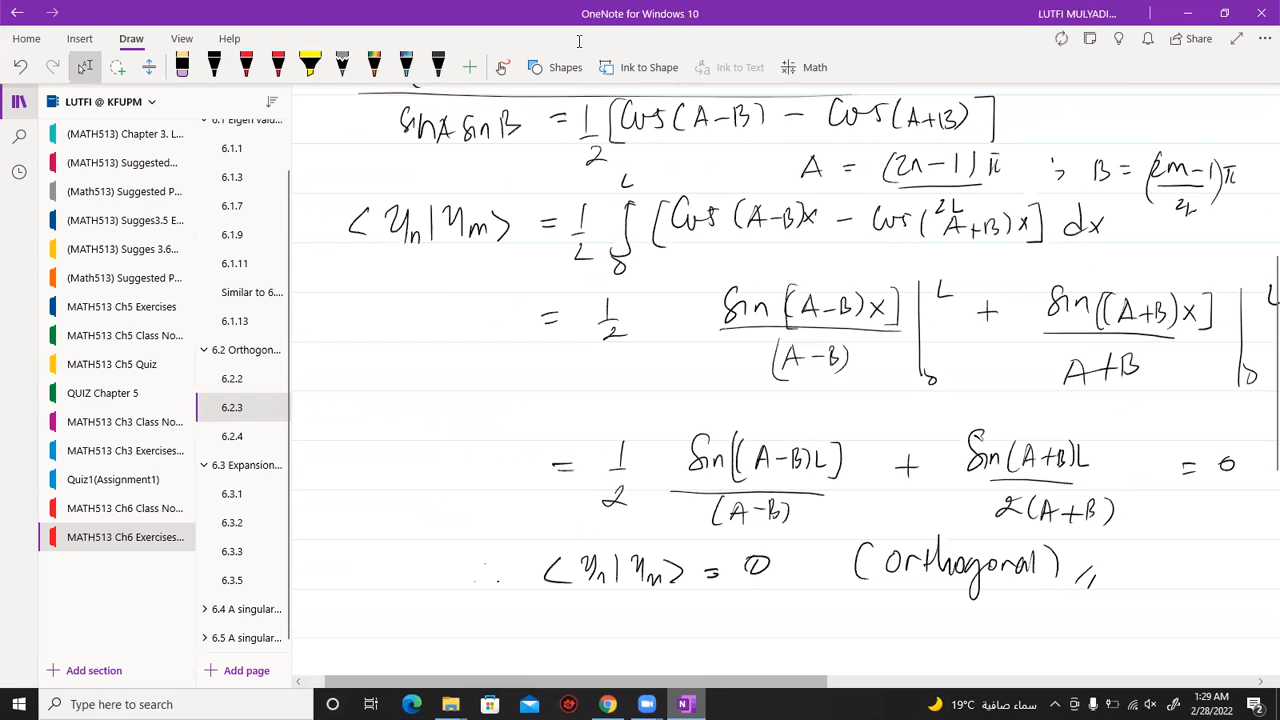 OneNote for Windows 10
LUTFI MULYADI...
Home Insert Draw View Help
Share
Shapes Ink to Shape Ink to Text Math
LUTFI @ KFUPM
(MATH513) Chapter 3. L...
(MATH513) Suggested...
(Math513) Suggested P...
(MATH513) Sugges3.5 E...
(MATH513) Sugges 3.6...
(Math513) Suggested P...
MATH513 Ch5 Exercises
MATH513 Ch5 Class No...
MATH513 Ch5 Quiz
QUIZ Chapter 5
MATH513 Ch3 Class No...
MATH513 Ch3 Exercises...
Quiz1(Assignment1)
MATH513 Ch6 Class No...
MATH513 Ch6 Exercises...
Add section
6.1 Eigen valu...
6.1.1
6.1.3
6.1.7
6.1.9
6.1.11
Similar to 6....
6.1.13
6.2 Orthogon...
6.2.2
6.2.3
6.2.4
6.3 Expansion...
6.3.1
6.3.2
6.3.3
6.3.5
6.4 A singular...
6.5 A singular...
Add page
sin A sin B = 1/2 [Cos(A-B) - Cos(A+B)]
A = (2n-1)π/2L ; B = (2m-1)π/2L
<yn|ym> = 1/L ∫₀ᴸ [Cos(A-B)x - cos(A+B)x] dx
= 1/2 sin[(A-B)x]/(A-B) |₀ᴸ + sin[(A+B)x]/A+B |₀ᴸ
= 1/2 sin[(A-B)L]/(A-B) + sin(A+B)L/2(A+B) = 0
∴ <yn|ym> = 0 (orthogonal) //
Type here to search
19°C سماء صافية
1:29 AM
2/28/2022